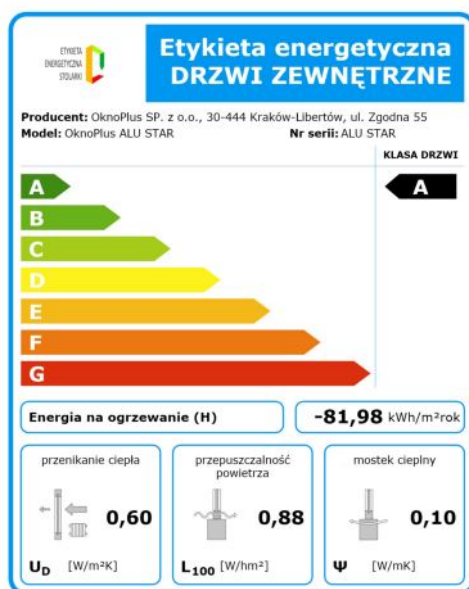 ETYKIETA
ENERGETYCZNA
STOLARKI
Etykieta energetyczna
DRZWI ZEWNĘTRZNE
Producent: OknoPlus SP. z o.o., 30-444 Kraków-Libertów, ul. Zgodna 55
Model: OknoPlus ALU STAR Nr serii: ALU STAR
KLASA DRZWI
A A
B
C
D
E
F
G
Energia na ogrzewanie (H) -81,98 kWh/m²rok
przenikanie ciepła
0,60
U_D [W/m²K]
przepuszczalność
powietrza
0,88
L₁₀₀ [W/hm²]
mostek cieplny
0,10
Ψ [W/mK]